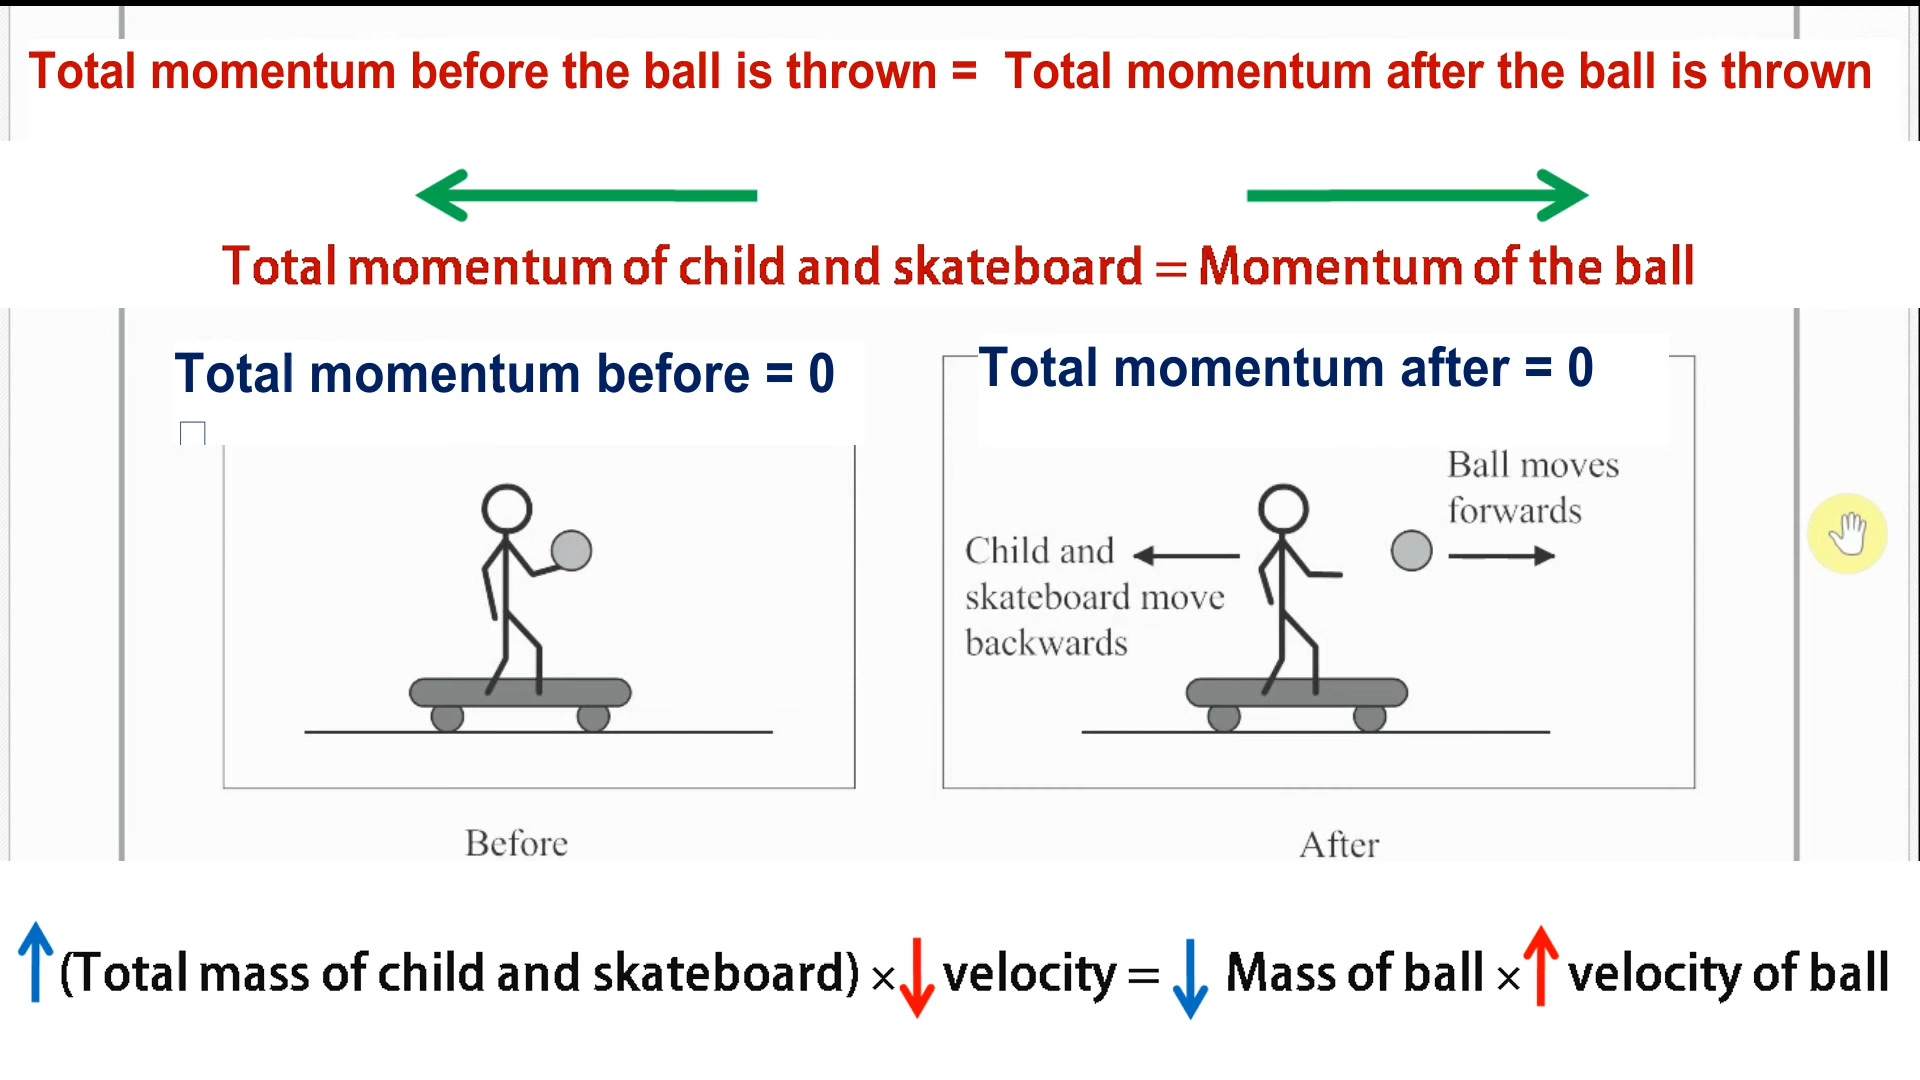 Total momentum before the ball is thrown = Total momentum after the ball is thrown
Total momentum of child and skateboard = Momentum of the ball
Total momentum before = 0
Total momentum after = 0
Ball moves
forwards
Child and
skateboard move
backwards
Before
After
(Total mass of child and skateboard) × velocity = Mass of ball × velocity of ball